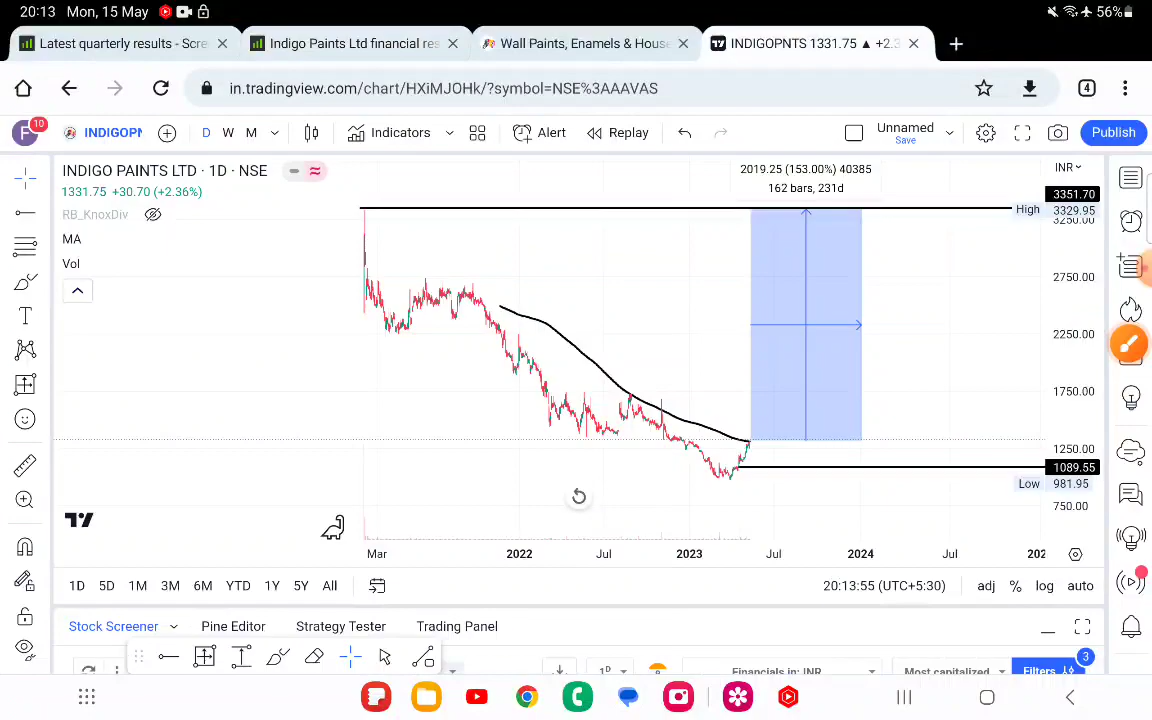 20:13 Mon, 15 May
56%
Latest quarterly results - Scre
Indigo Paints Ltd financial res
Wall Paints, Enamels & House
INDIGOPNTS 1331.75 ▲ +2.3
in.tradingview.com/chart/HXiMJOHk/?symbol=NSE%3AAAVAS
4
F
10
INDIGOPN
D W M
Indicators
Alert
Replay
Unnamed
Save
Publish
INDIGO PAINTS LTD · 1D · NSE
1331.75 +30.70 (+2.36%)
RB_KnoxDiv
MA
Vol
2019.25 (153.00%) 40385
162 bars, 231d
INR
3351.70
High 3329.95
3250.00
2750.00
2250.00
1750.00
1250.00
1089.55
Low 981.95
750.00
Mar 2022 Jul 2023 Jul 2024 Jul 202
1D 5D 1M 3M 6M YTD 1Y 5Y All
20:13:55 (UTC+5:30) adj % log auto
Stock Screener Pine Editor Strategy Tester Trading Panel
1D
Financials in: INR
Most capitalized
Filters
3